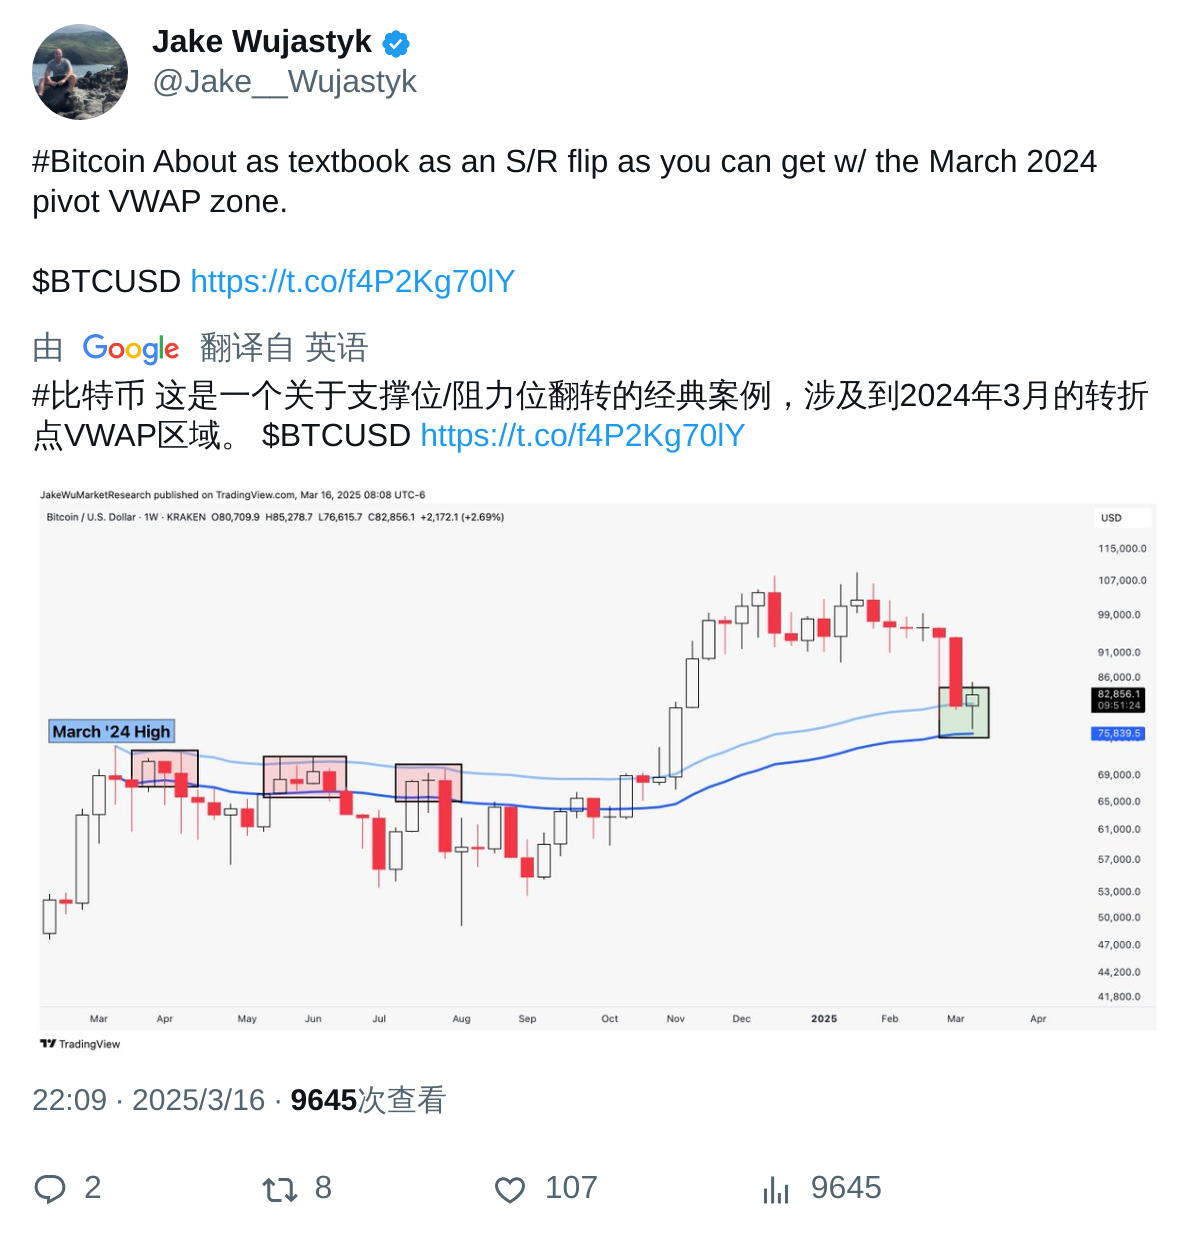 Jake Wujastyk
@Jake__Wujastyk
#Bitcoin About as textbook as an S/R flip as you can get w/ the March 2024
pivot VWAP zone.
$BTCUSD https://t.co/f4P2Kg70lY
由 Google 翻译自 英语
#比特币 这是一个关于支撑位/阻力位翻转的经典案例，涉及到2024年3月的转折
点VWAP区域。 $BTCUSD https://t.co/f4P2Kg70lY
JakeWuMarketResearch published on TradingView.com, Mar 16, 2025 08:08 UTC-6
Bitcoin / U.S. Dollar · 1W · KRAKEN O80,709.9 H85,278.7 L76,615.7 C82,856.1 +2,172.1 (+2.69%)
USD
115,000.0
107,000.0
99,000.0
91,000.0
86,000.0
82,856.1
09:51:24
75,839.5
69,000.0
65,000.0
61,000.0
57,000.0
53,000.0
50,000.0
47,000.0
44,200.0
41,800.0
March '24 High
Mar Apr May Jun Jul Aug Sep Oct Nov Dec 2025 Feb Mar Apr
TradingView
22:09 · 2025/3/16 · 9645次查看
2 8 107 9645